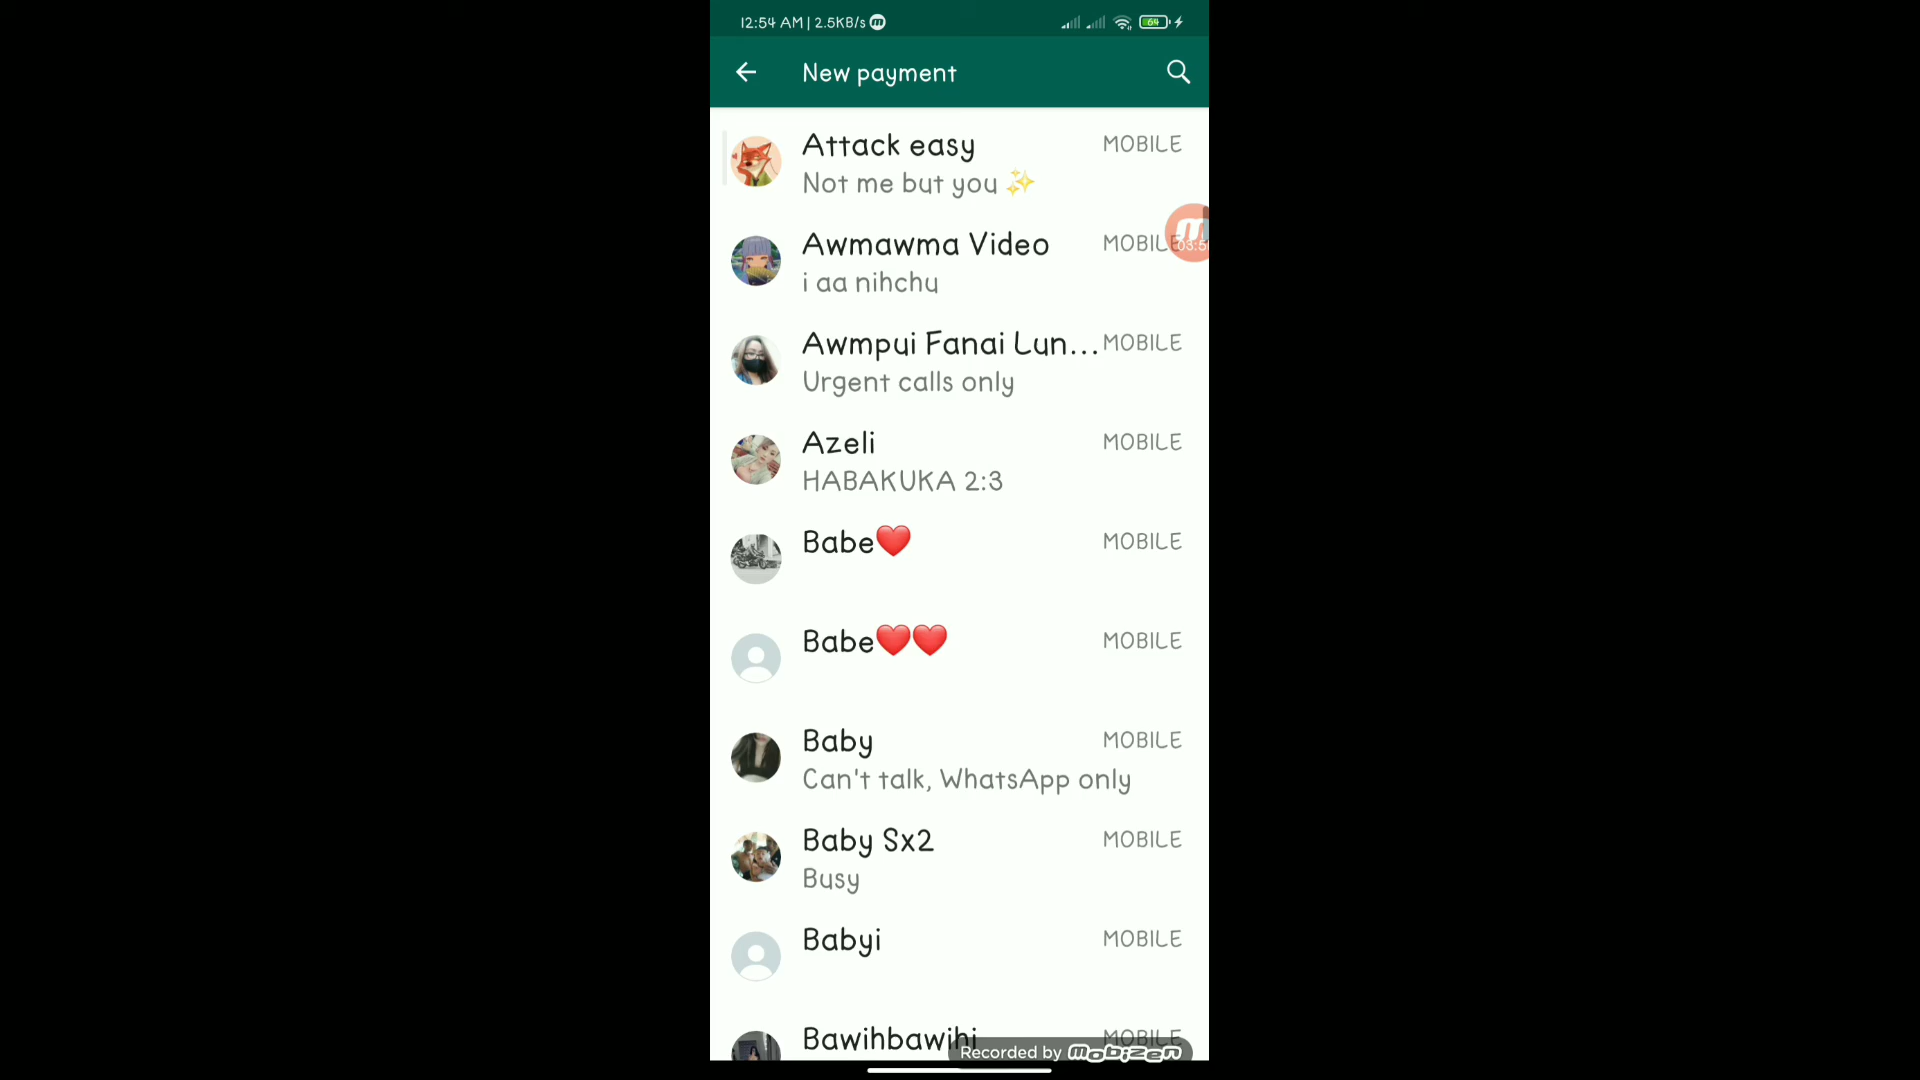 12:54 AM | 2.5KB/s
64
New payment
Attack easy MOBILE
Not me but you ✨
Awmawma Video MOBILE
i aa nihchu
Awmpui Fanai Lun... MOBILE
Urgent calls only
Azeli MOBILE
HABAKUKA 2:3
Babe❤️ MOBILE
Babe❤️❤️ MOBILE
Baby MOBILE
Can't talk, WhatsApp only
Baby Sx2 MOBILE
Busy
Babyi MOBILE
Bawihbawihi MOBILE
Recorded by mobizen